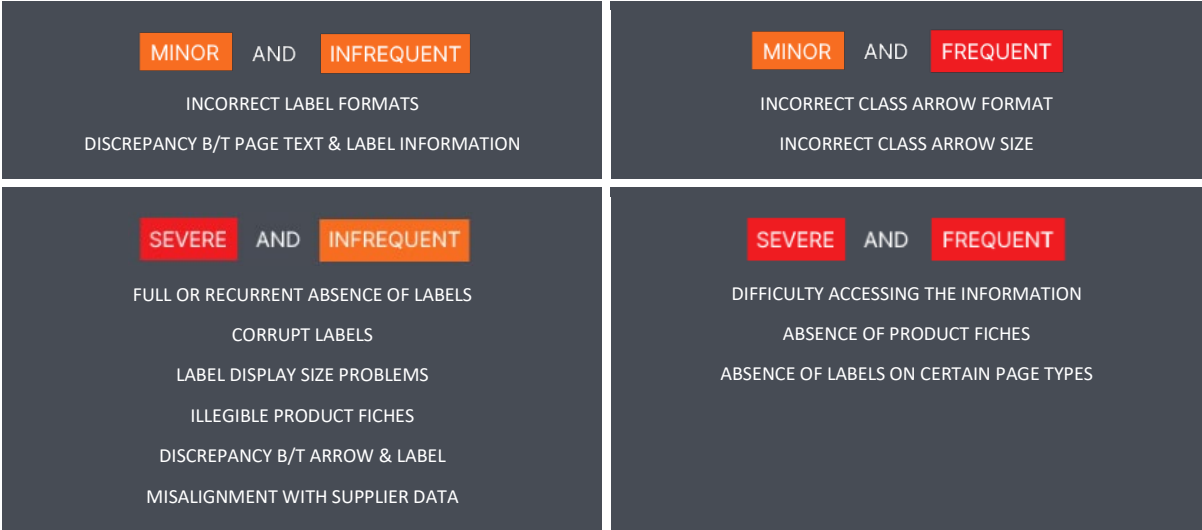 MINOR AND INFREQUENT
INCORRECT LABEL FORMATS
DISCREPANCY B/T PAGE TEXT & LABEL INFORMATION
MINOR AND FREQUENT
INCORRECT CLASS ARROW FORMAT
INCORRECT CLASS ARROW SIZE
SEVERE AND INFREQUENT
FULL OR RECURRENT ABSENCE OF LABELS
CORRUPT LABELS
LABEL DISPLAY SIZE PROBLEMS
ILLEGIBLE PRODUCT FICHES
DISCREPANCY B/T ARROW & LABEL
MISALIGNMENT WITH SUPPLIER DATA
SEVERE AND FREQUENT
DIFFICULTY ACCESSING THE INFORMATION
ABSENCE OF PRODUCT FICHES
ABSENCE OF LABELS ON CERTAIN PAGE TYPES